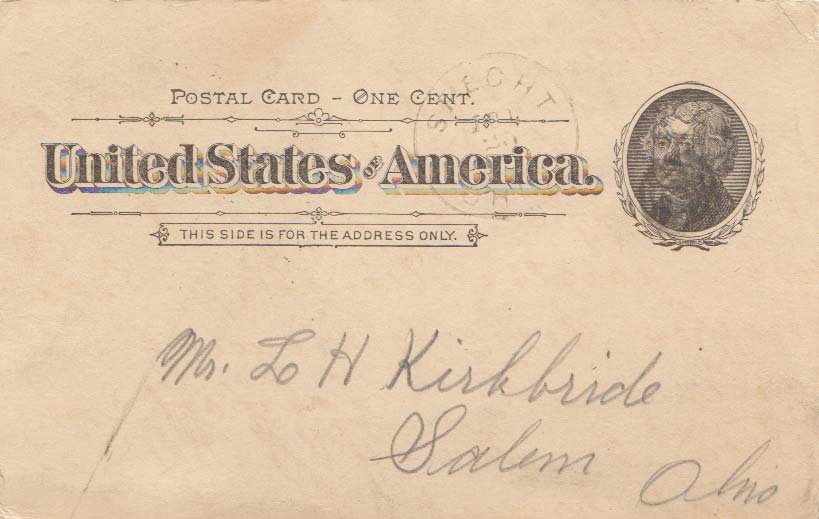 POSTAL CARD - ONE CENT.
United States OF America.
THIS SIDE IS FOR THE ADDRESS ONLY.
Mr. L H Kirkbride
Salem
Ohio